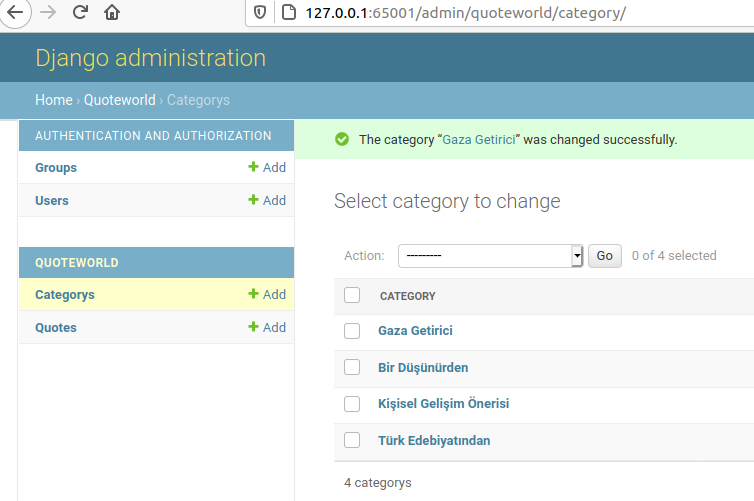 127.0.0.1:65001/admin/quoteworld/category/
Django administration
Home › Quoteworld › Categorys
AUTHENTICATION AND AUTHORIZATION
Groups + Add
Users + Add
QUOTEWORLD
Categorys + Add
Quotes + Add
The category “Gaza Getirici” was changed successfully.
Select category to change
Action: --------- Go 0 of 4 selected
CATEGORY
Gaza Getirici
Bir Düşünürden
Kişisel Gelişim Önerisi
Türk Edebiyatından
4 categorys